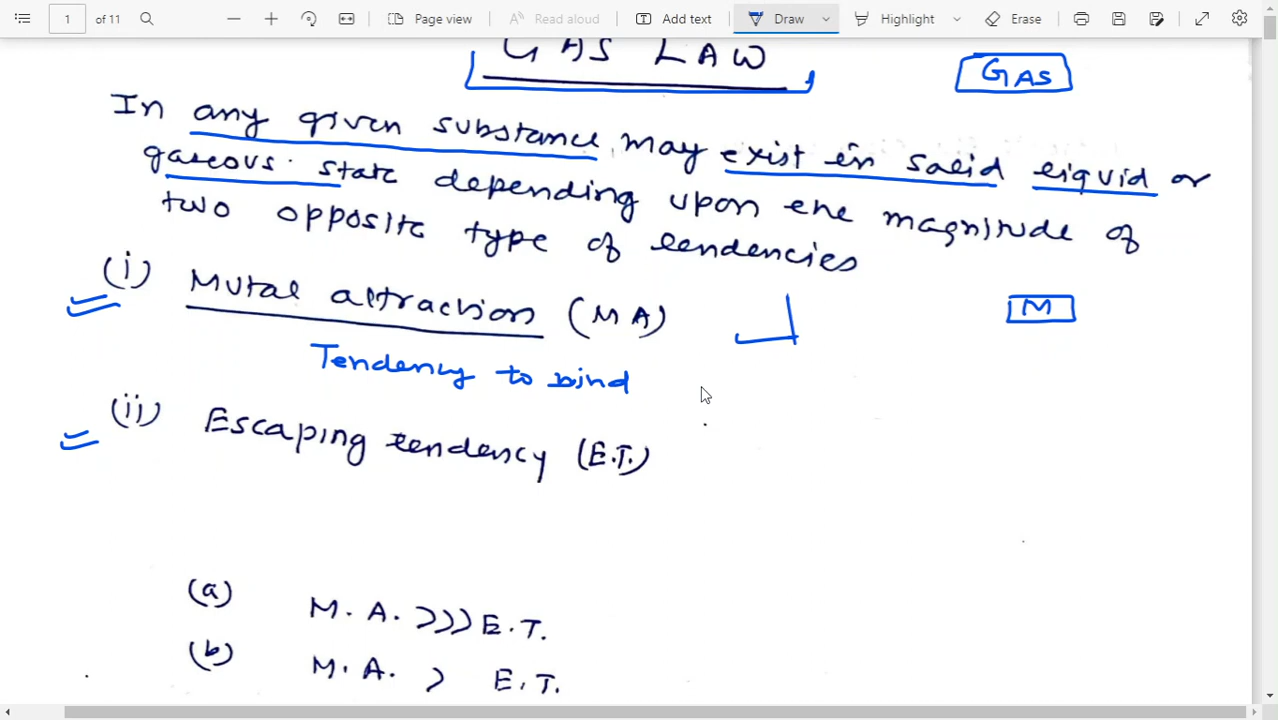 1 of 11 Page view Read aloud Add text Draw Highlight Erase
GAS LAW
GAS
In any given substance may exist in solid liquid or
gaseous state depending upon the magnitude of
two opposite type of tendencies
(i) Mutal attraction (MA)
M
Tendency to bind
(ii) Escaping tendency (E.T.)
(a) M. A. >>> E. T.
(b) M. A. > E. T.